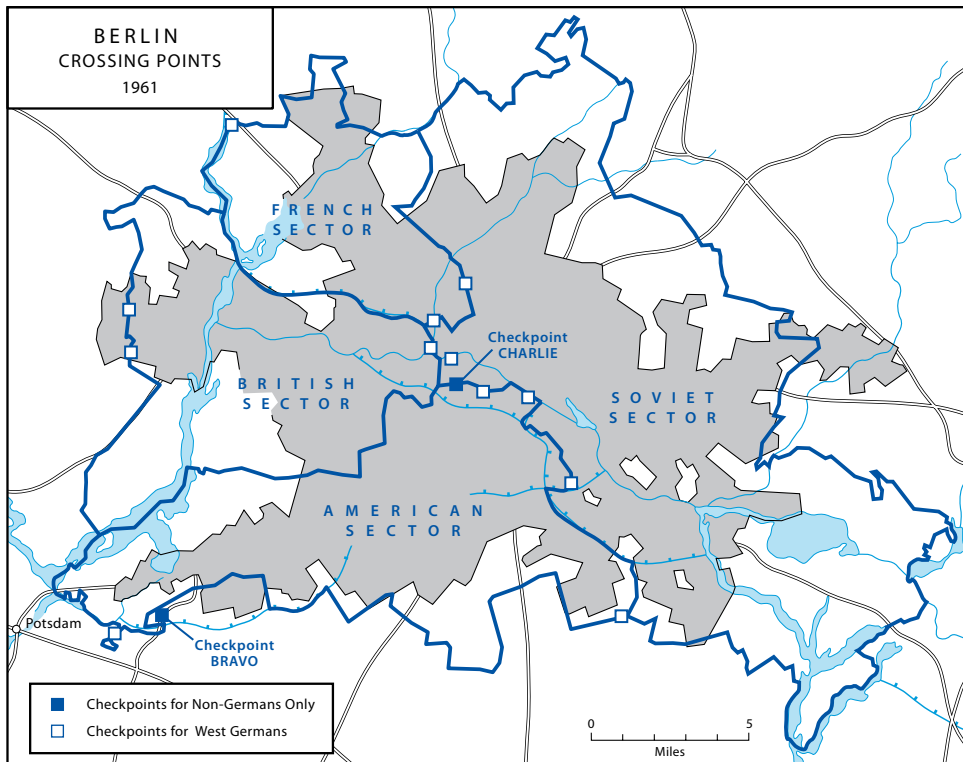 BERLIN
CROSSING POINTS
1961
FRENCH
SECTOR
Checkpoint
CHARLIE
BRITISH
SECTOR
SOVIET
SECTOR
AMERICAN
SECTOR
Potsdam
Checkpoint
BRAVO
Checkpoints for Non-Germans Only
Checkpoints for West Germans
0 5
Miles